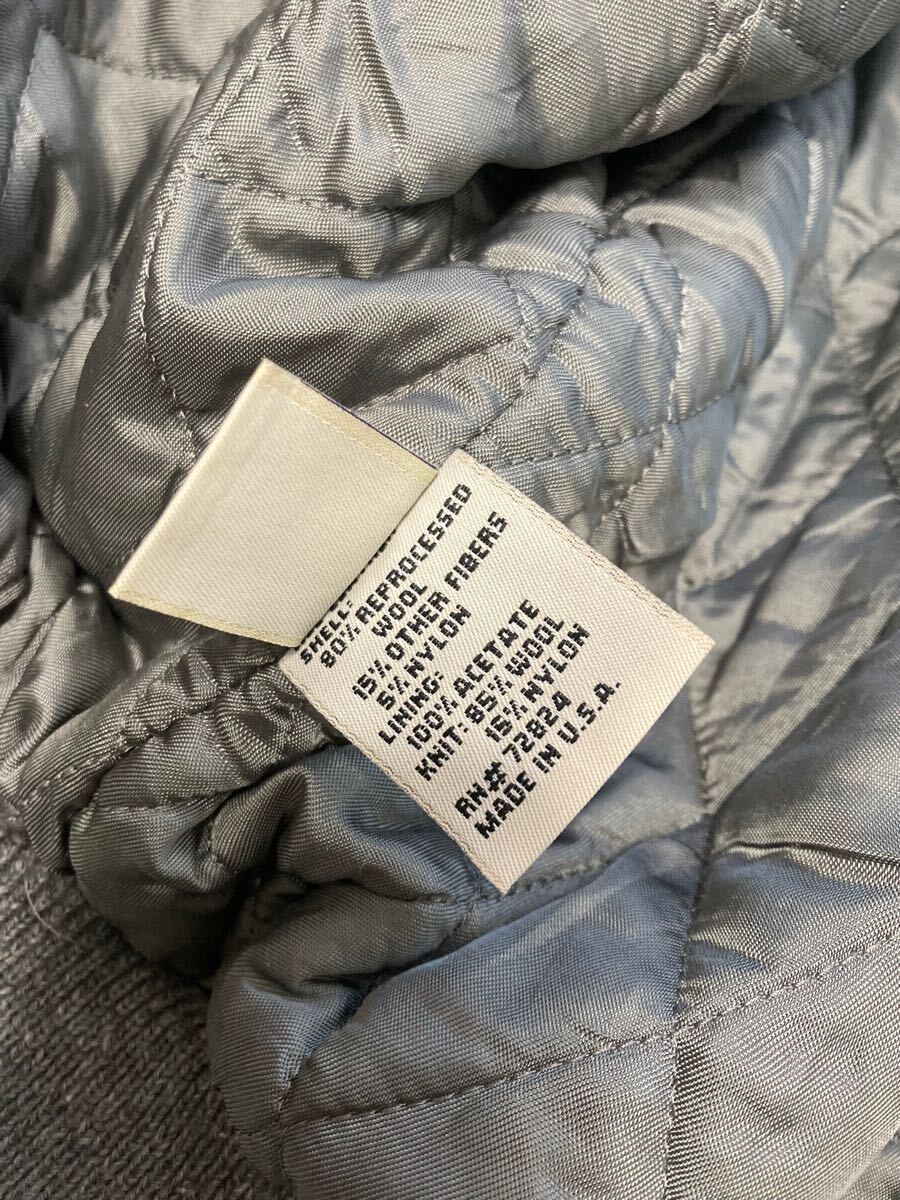 SHELL:
80% REPROCESSED
WOOL
15% OTHER FIBERS
5% NYLON
LINING:
100% ACETATE
KNIT: 85% WOOL
15% NYLON
RN# 72824
MADE IN U.S.A.